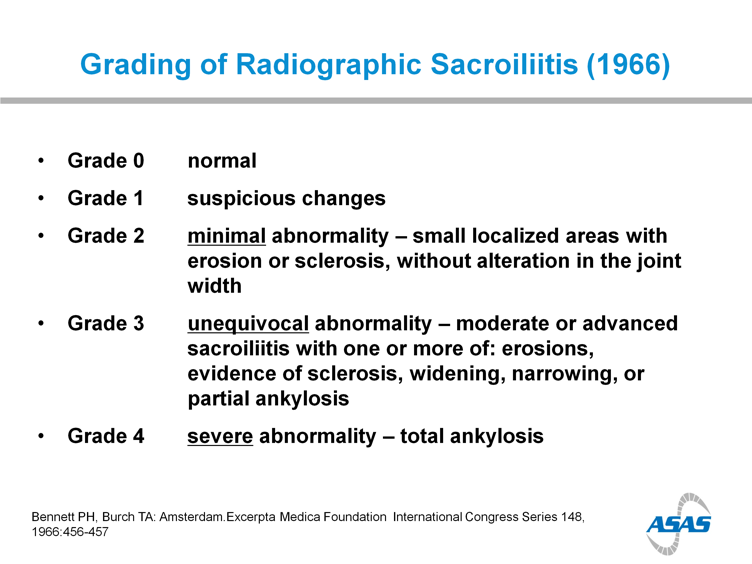 Grading of Radiographic Sacroiliitis (1966)
• Grade 0 normal
• Grade 1 suspicious changes
• Grade 2 minimal abnormality – small localized areas with
erosion or sclerosis, without alteration in the joint
width
• Grade 3 unequivocal abnormality – moderate or advanced
sacroiliitis with one or more of: erosions,
evidence of sclerosis, widening, narrowing, or
partial ankylosis
• Grade 4 severe abnormality – total ankylosis
Bennett PH, Burch TA: Amsterdam.Excerpta Medica Foundation International Congress Series 148,
1966:456-457
ASAS